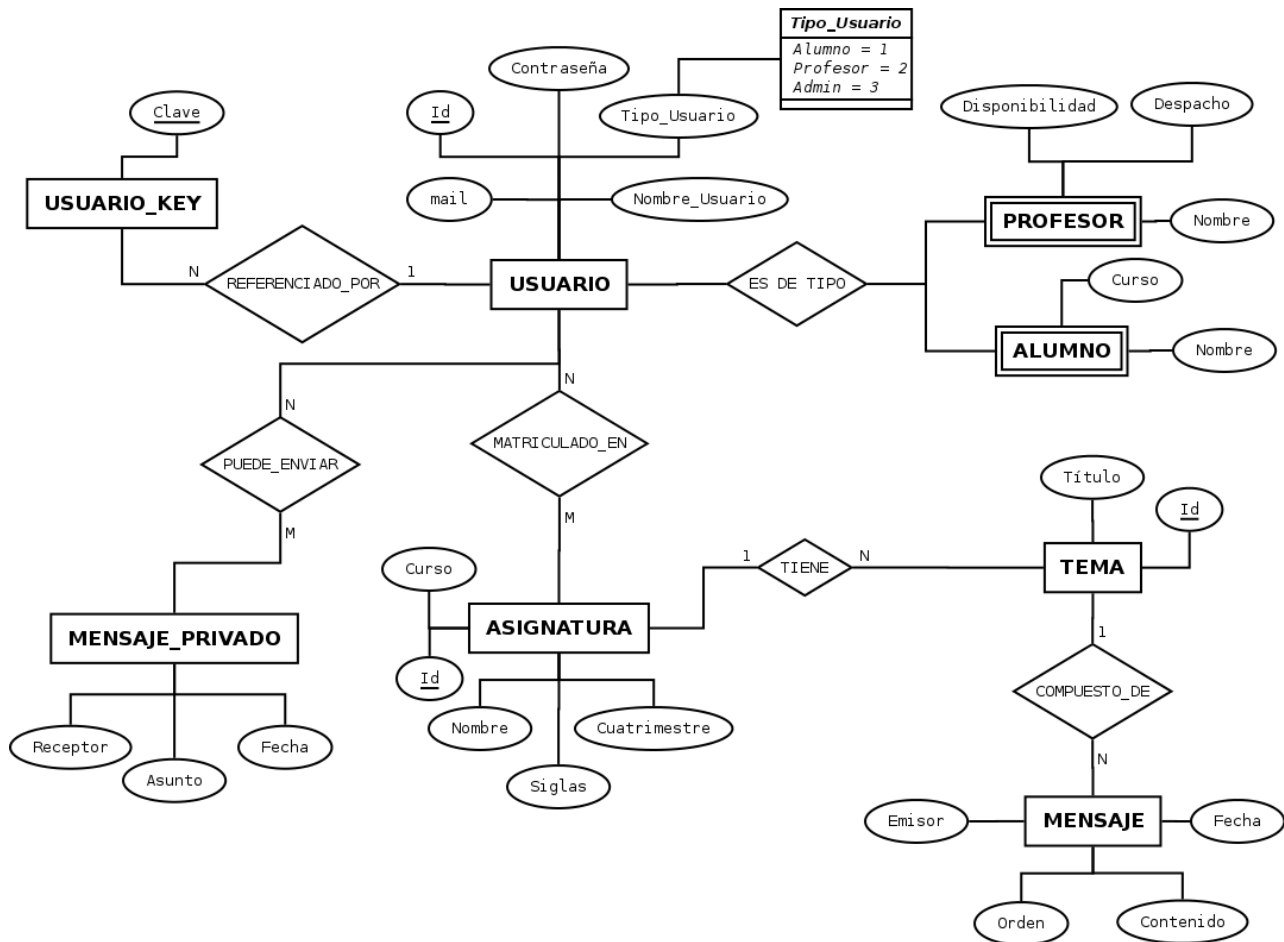 Tipo_Usuario
Alumno = 1
Profesor = 2
Admin = 3
Contraseña
Clave
Id
Tipo_Usuario
Disponibilidad
Despacho
USUARIO_KEY
mail
Nombre_Usuario
PROFESOR
Nombre
N
REFERENCIADO_POR
1
USUARIO
ES DE TIPO
Curso
ALUMNO
Nombre
N
N
PUEDE_ENVIAR
MATRICULADO_EN
M
M
Título
Id
Curso
1
TIENE
N
TEMA
MENSAJE_PRIVADO
ASIGNATURA
1
Id
COMPUESTO_DE
Receptor
Fecha
Asunto
Nombre
Cuatrimestre
Siglas
N
Emisor
MENSAJE
Fecha
Orden
Contenido